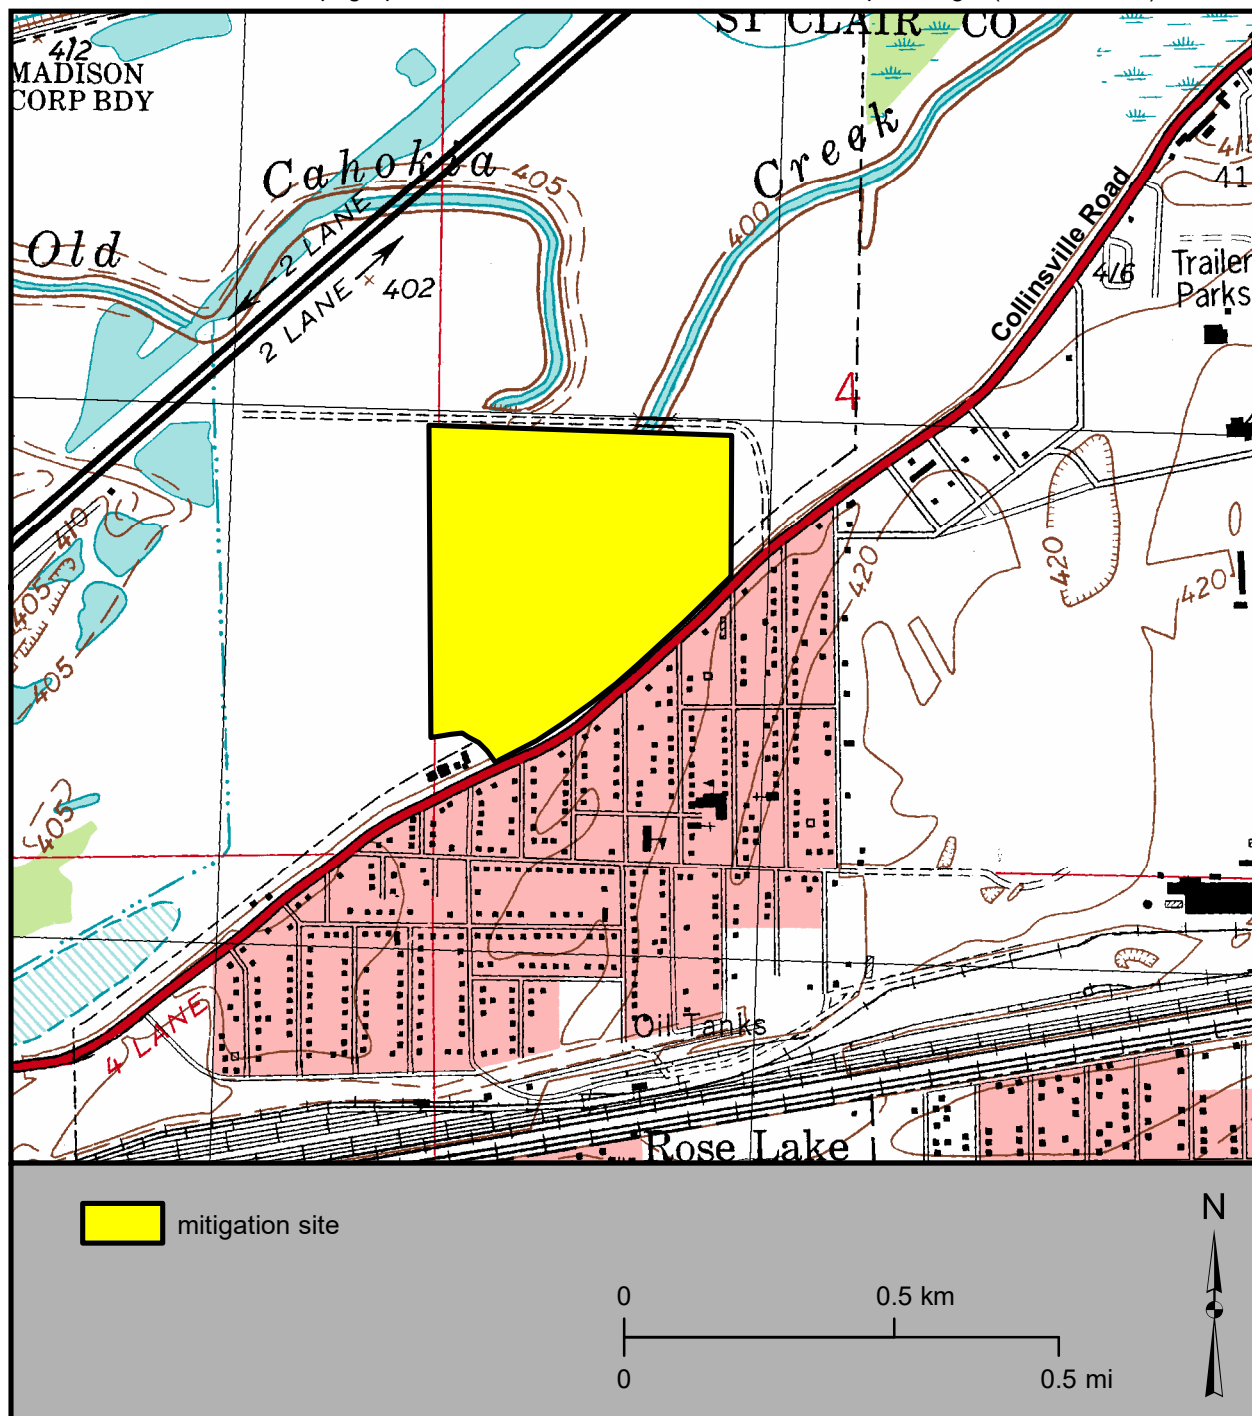 ST CLAIR CO
412
MADISON
CORP BDY
Old Cahokia Creek
405
400
2 LANE
2 LANE
402
Collinsville Road
416
Trailer
Parks
4
410
405
405
405
420
420
420
4 LANE
Oil Tanks
Rose Lake
mitigation site
N
0 0.5 km
0 0.5 mi